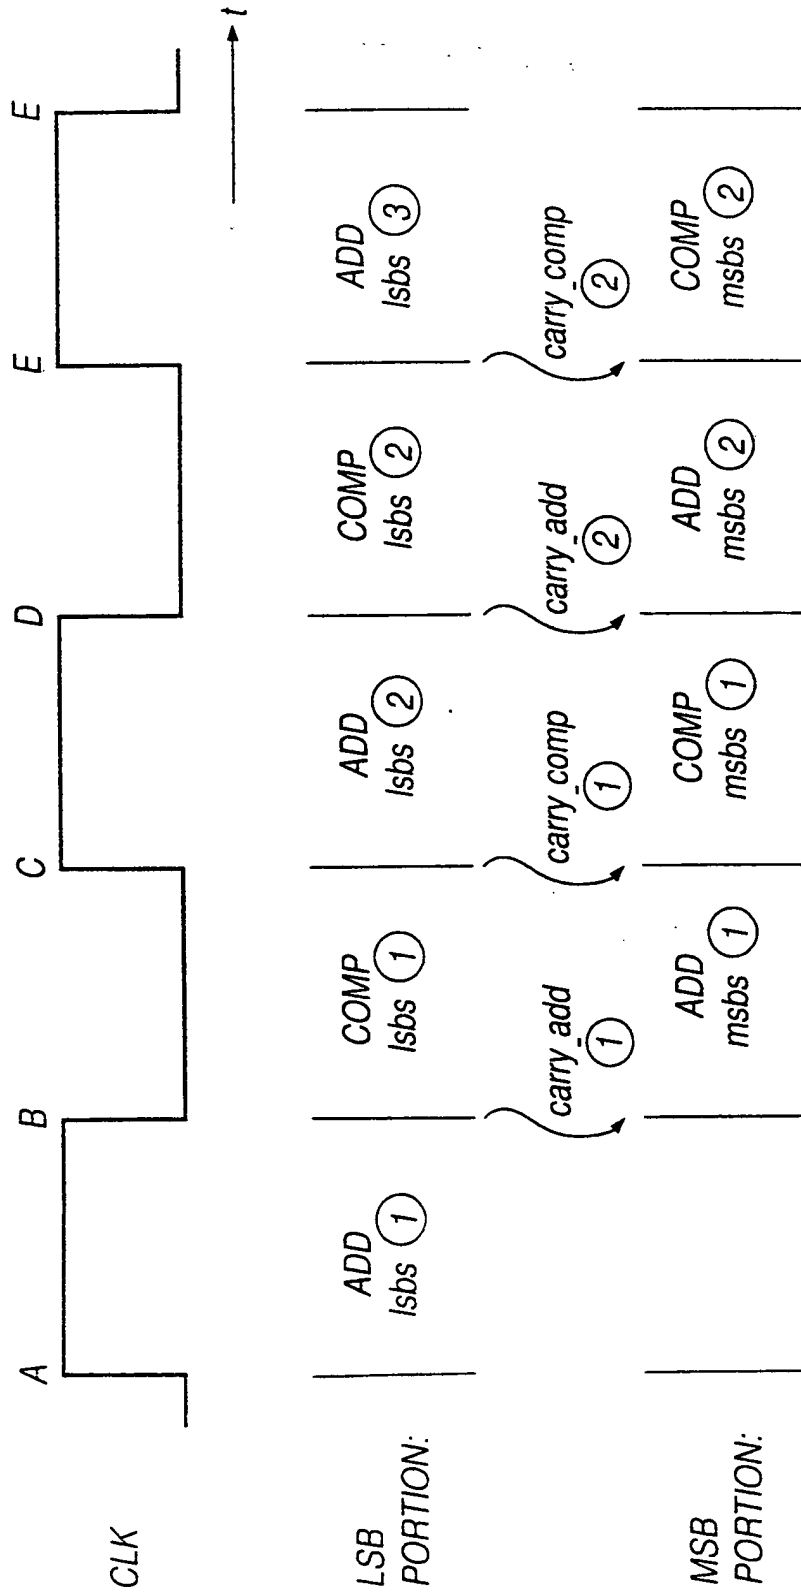 A B C D E E
CLK
t
LSB
PORTION:
ADD
lsbs 1
COMP
lsbs 1
ADD
lsbs 2
COMP
lsbs 2
ADD
lsbs 3
carry_add
1
carry_comp
1
carry_add
2
carry_comp
2
MSB
PORTION:
ADD
msbs 1
COMP
msbs 1
ADD
msbs 2
COMP
msbs 2